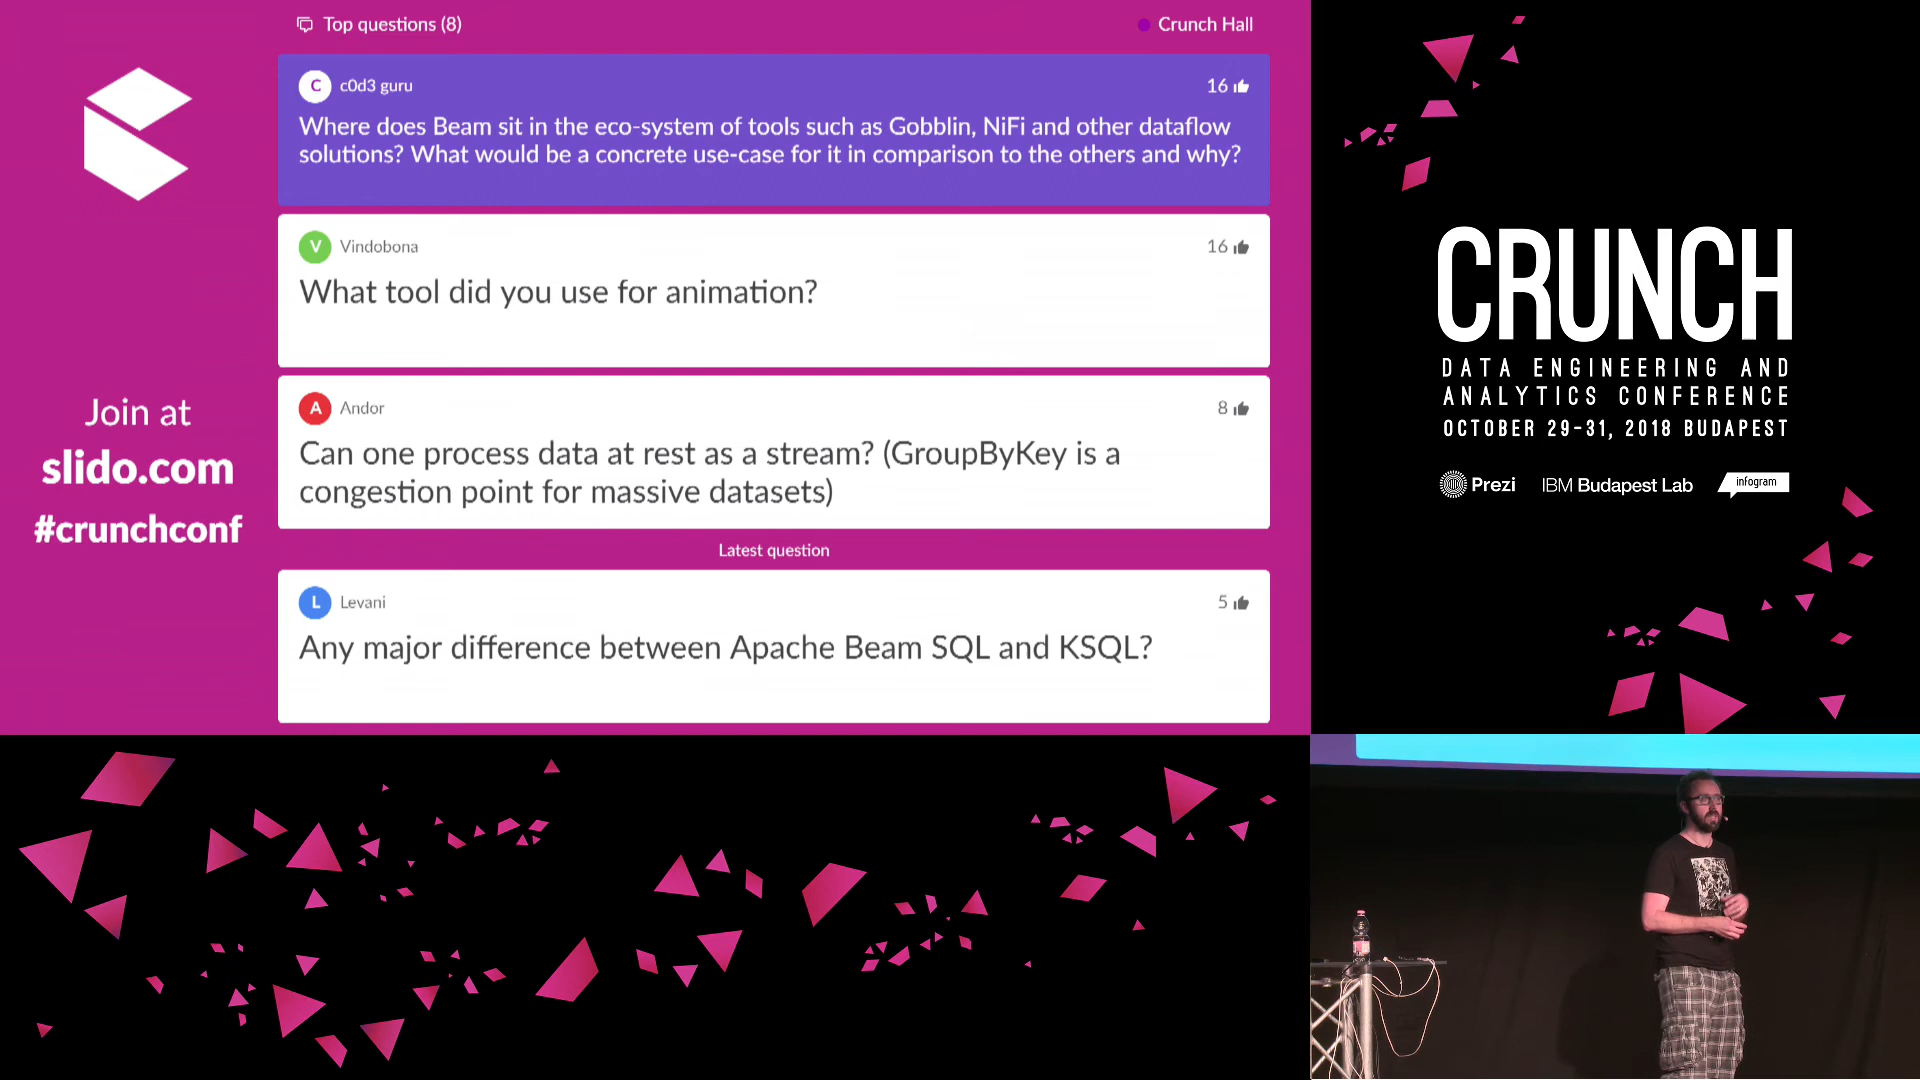 Top questions (8)
Crunch Hall
C
c0d3 guru
16
Where does Beam sit in the eco-system of tools such as Gobblin, NiFi and other dataflow
solutions? What would be a concrete use-case for it in comparison to the others and why?
V
Vindobona
16
What tool did you use for animation?
A
Andor
8
Can one process data at rest as a stream? (GroupByKey is a
congestion point for massive datasets)
Latest question
L
Levani
5
Any major difference between Apache Beam SQL and KSQL?
Join at
slido.com
#crunchconf
CRUNCH
DATA ENGINEERING AND
ANALYTICS CONFERENCE
OCTOBER 29-31, 2018 BUDAPEST
Prezi
IBM Budapest Lab
infogram